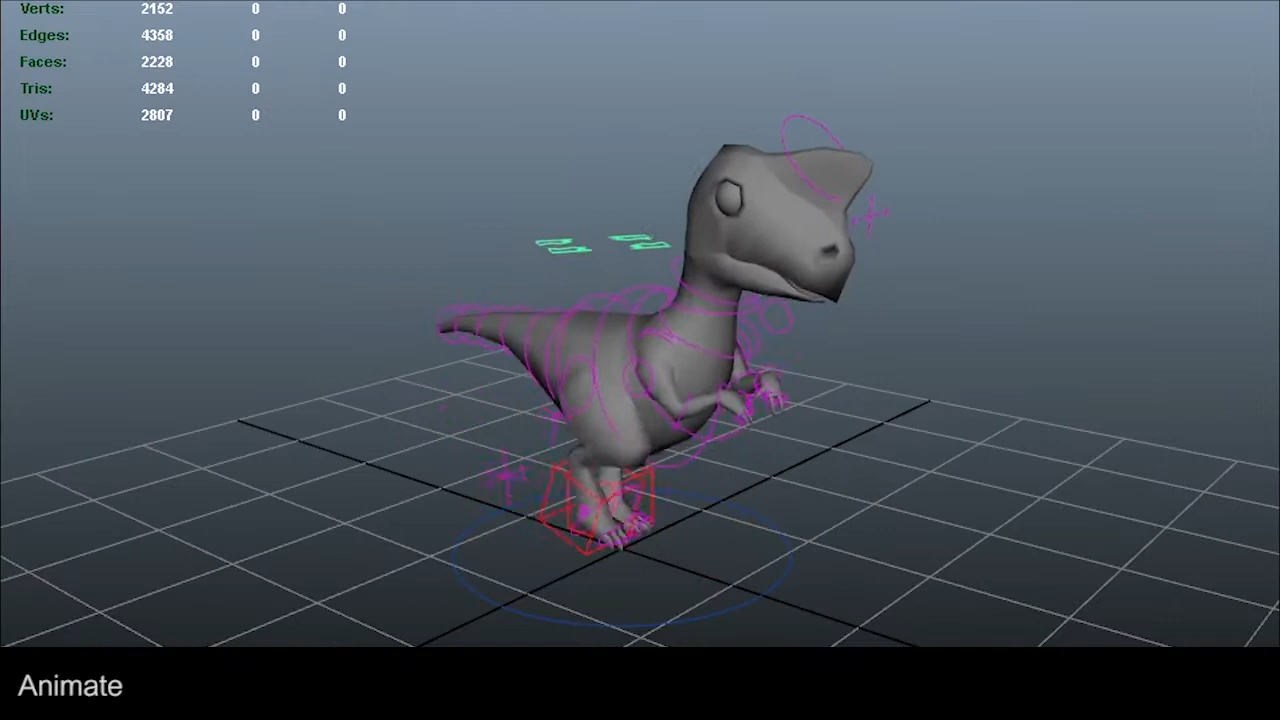 Verts: 2152 0 0
Edges: 4358 0 0
Faces: 2228 0 0
Tris: 4284 0 0
UVs: 2807 0 0
Animate